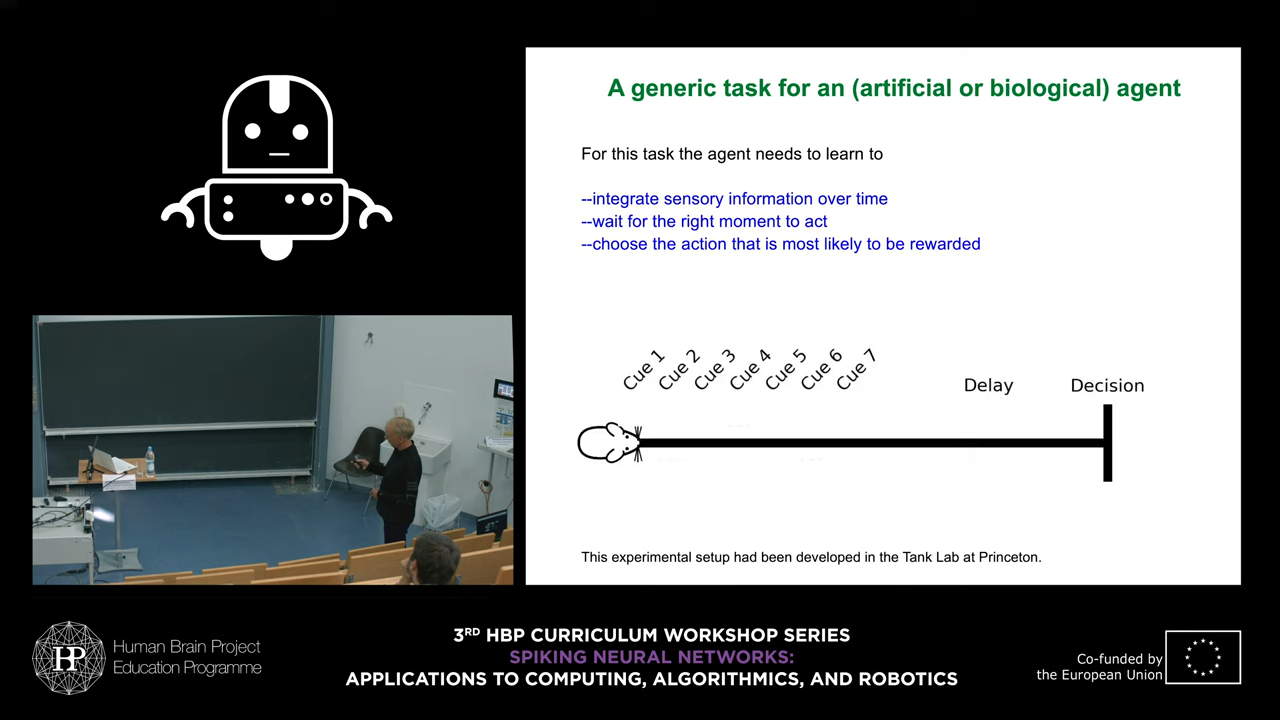 A generic task for an (artificial or biological) agent
For this task the agent needs to learn to
--integrate sensory information over time
--wait for the right moment to act
--choose the action that is most likely to be rewarded
Cue 1
Cue 2
Cue 3
Cue 4
Cue 5
Cue 6
Cue 7
Delay
Decision
This experimental setup had been developed in the Tank Lab at Princeton.
HBP
Human Brain Project
Education Programme
3RD HBP CURRICULUM WORKSHOP SERIES
SPIKING NEURAL NETWORKS:
APPLICATIONS TO COMPUTING, ALGORITHMICS, AND ROBOTICS
Co-funded by
the European Union